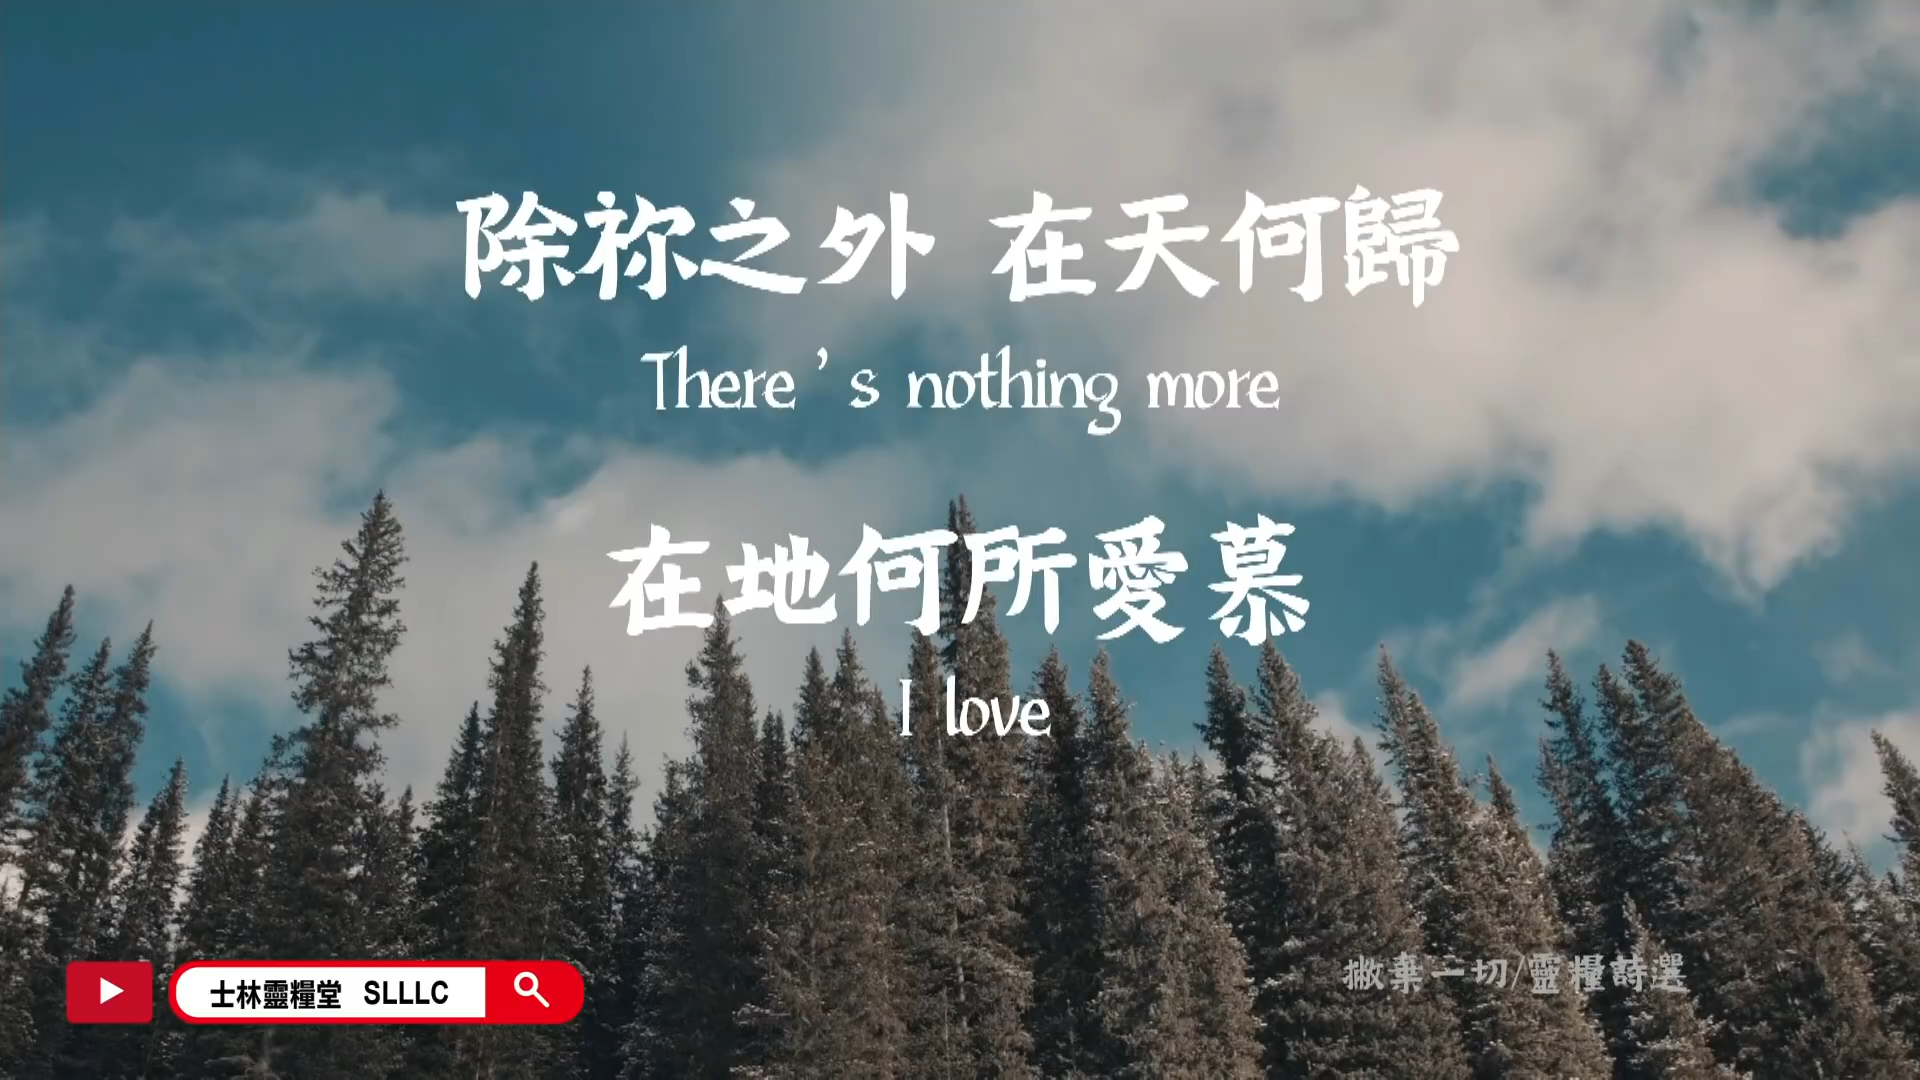 除祢之外 在天何歸
There's nothing more
在地何所愛慕
I love
士林靈糧堂 SLLLC
撇棄一切/靈糧詩選